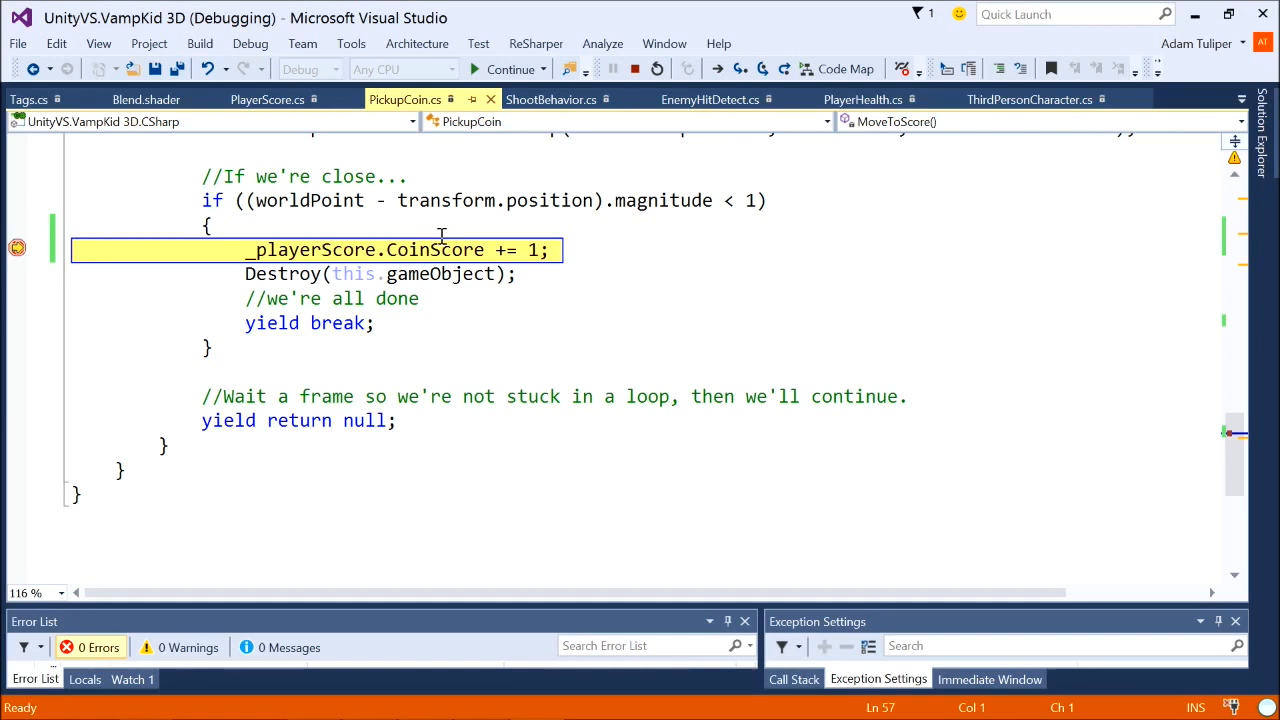 UnityVS.VampKid 3D (Debugging) - Microsoft Visual Studio
1
Quick Launch
File Edit View Project Build Debug Team Tools Architecture Test ReSharper Analyze Window Help
Adam Tuliper
AT
Debug Any CPU Continue Code Map
Tags.cs Blend.shader PlayerScore.cs PickupCoin.cs ShootBehavior.cs EnemyHitDetect.cs PlayerHealth.cs ThirdPersonCharacter.cs
UnityVS.VampKid 3D.CSharp PickupCoin MoveToScore()
Solution Explorer
//If we're close...
if ((worldPoint - transform.position).magnitude < 1)
{
_playerScore.CoinScore += 1;
Destroy(this.gameObject);
//we're all done
yield break;
}
//Wait a frame so we're not stuck in a loop, then we'll continue.
yield return null;
}
}
}
116 %
Error List
0 Errors 0 Warnings 0 Messages Search Error List
Error List Locals Watch 1
Exception Settings
Search
Call Stack Exception Settings Immediate Window
Ready Ln 57 Col 1 Ch 1 INS